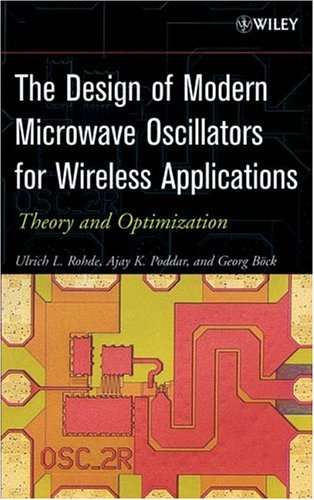 WILEY
The Design of Modern
Microwave Oscillators
for Wireless Applications
Theory and Optimization
Ulrich L. Rohde, Ajay K. Poddar, and Georg Böck
OSC_2R